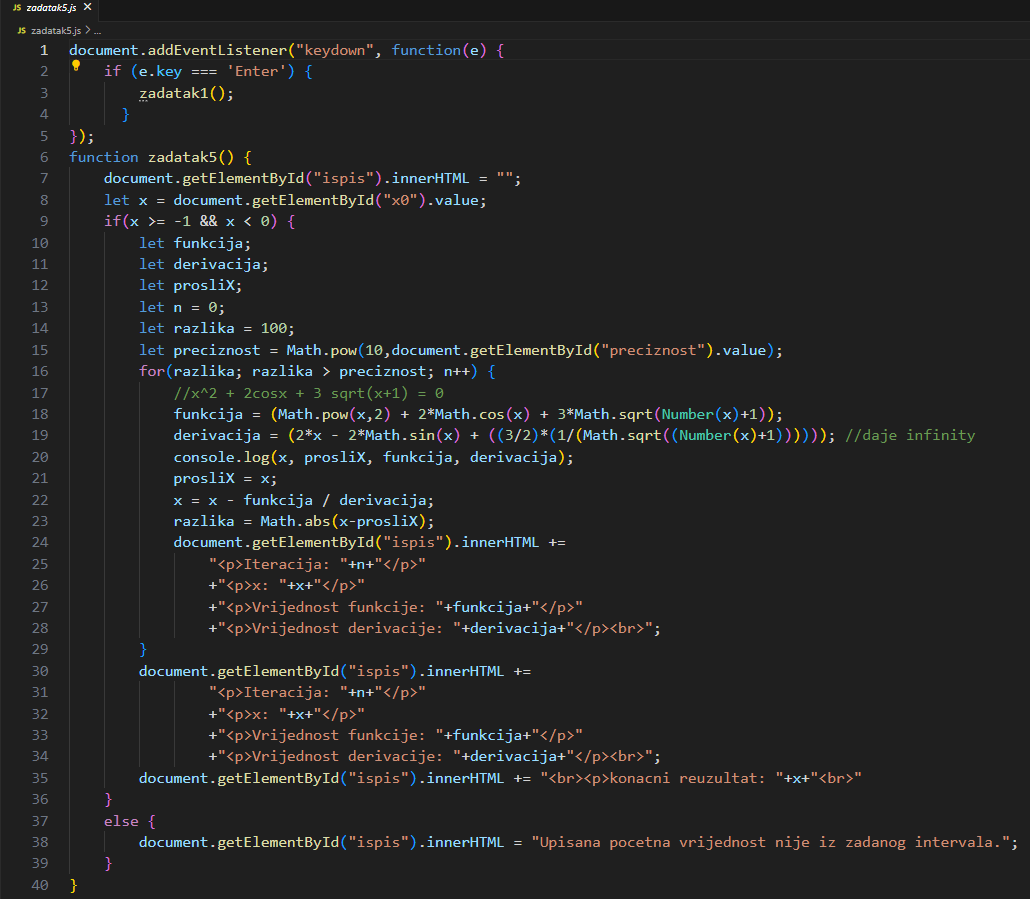 JS zadatak5.js ×
JS zadatak5.js > ...
1 document.addEventListener("keydown", function(e) {
2     if (e.key === 'Enter') {
3         zadatak1();
4       }
5 });
6 function zadatak5() {
7     document.getElementById("ispis").innerHTML = "";
8     let x = document.getElementById("x0").value;
9     if(x >= -1 && x < 0) {
10         let funkcija;
11         let derivacija;
12         let prosliX;
13         let n = 0;
14         let razlika = 100;
15         let preciznost = Math.pow(10,document.getElementById("preciznost").value);
16         for(razlika; razlika > preciznost; n++) {
17             //x^2 + 2cosx + 3 sqrt(x+1) = 0
18             funkcija = (Math.pow(x,2) + 2*Math.cos(x) + 3*Math.sqrt(Number(x)+1));
19             derivacija = (2*x - 2*Math.sin(x) + ((3/2)*(1/(Math.sqrt((Number(x)+1)))))); //daje infinity
20             console.log(x, prosliX, funkcija, derivacija);
21             prosliX = x;
22             x = x - funkcija / derivacija;
23             razlika = Math.abs(x-prosliX);
24             document.getElementById("ispis").innerHTML +=
25                 "<p>Iteracija: "+n+"</p>"
26                 +"<p>x: "+x+"</p>"
27                 +"<p>Vrijednost funkcije: "+funkcija+"</p>"
28                 +"<p>Vrijednost derivacije: "+derivacija+"</p><br>";
29         }
30         document.getElementById("ispis").innerHTML +=
31                 "<p>Iteracija: "+n+"</p>"
32                 +"<p>x: "+x+"</p>"
33                 +"<p>Vrijednost funkcije: "+funkcija+"</p>"
34                 +"<p>Vrijednost derivacije: "+derivacija+"</p><br>";
35         document.getElementById("ispis").innerHTML += "<br><p>konacni reuzultat: "+x+"<br>"
36     }
37     else {
38         document.getElementById("ispis").innerHTML = "Upisana pocetna vrijednost nije iz zadanog intervala.";
39     }
40 }